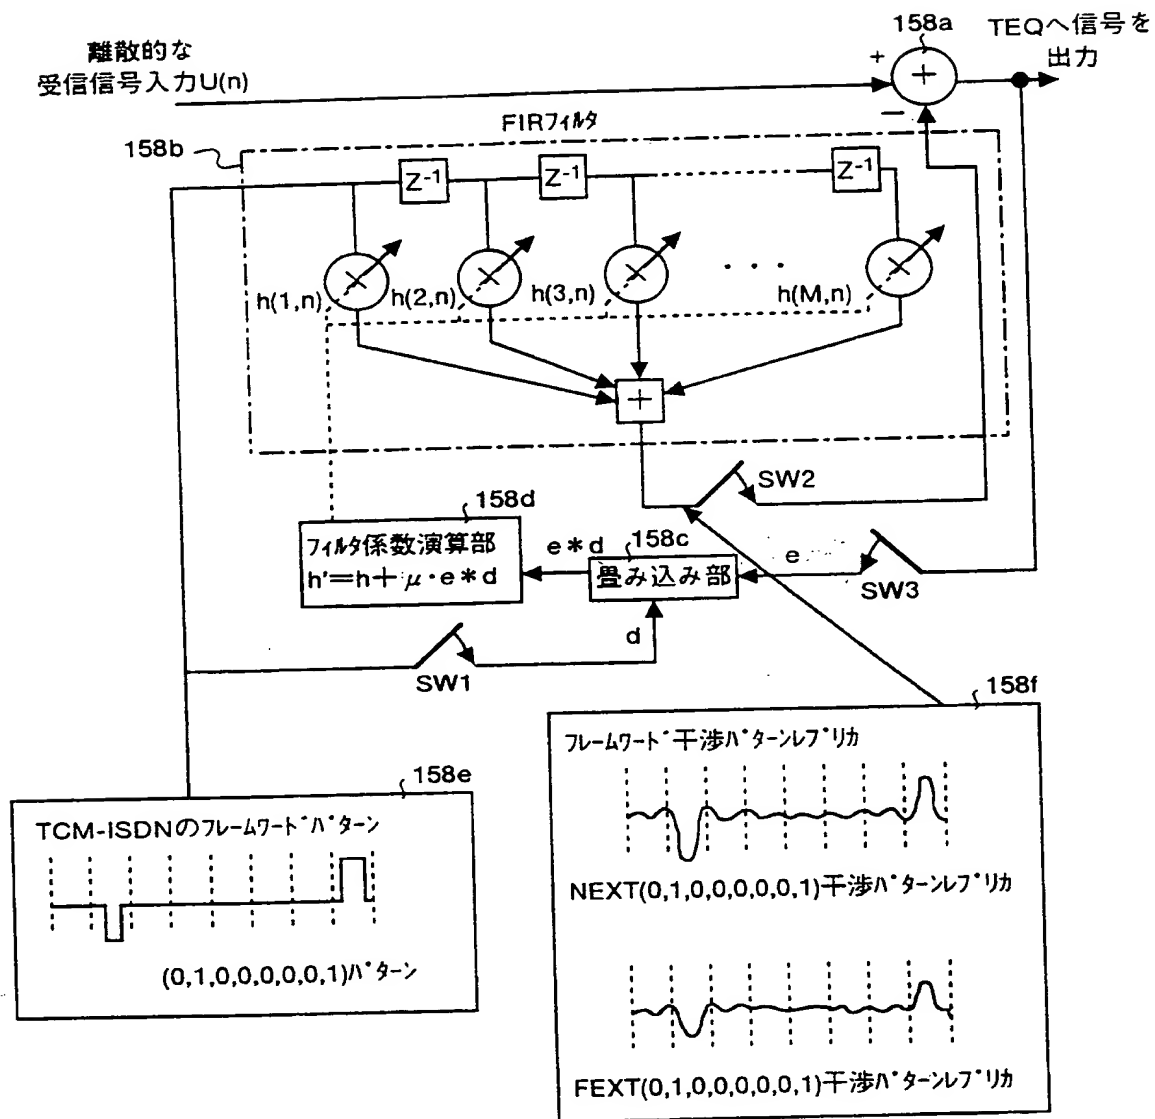 158a
TEQへ信号を
出力
離散的な
受信信号入力U(n)
+
+
−
FIRフィルタ
158b
Z-1
Z-1
Z-1
×
×
×
×
· · ·
h(1,n)
h(2,n)
h(3,n)
h(M,n)
+
SW2
158d
フィルタ係数演算部
h'=h+μ·e*d
e*d
158c
畳み込み部
e
SW3
d
SW1
158e
TCM-ISDNのフレームワードパターン
(0,1,0,0,0,0,0,1)パターン
158f
フレームワード干渉パターンレプリカ
NEXT(0,1,0,0,0,0,0,1)干渉パターンレプリカ
FEXT(0,1,0,0,0,0,0,1)干渉パターンレプリカ